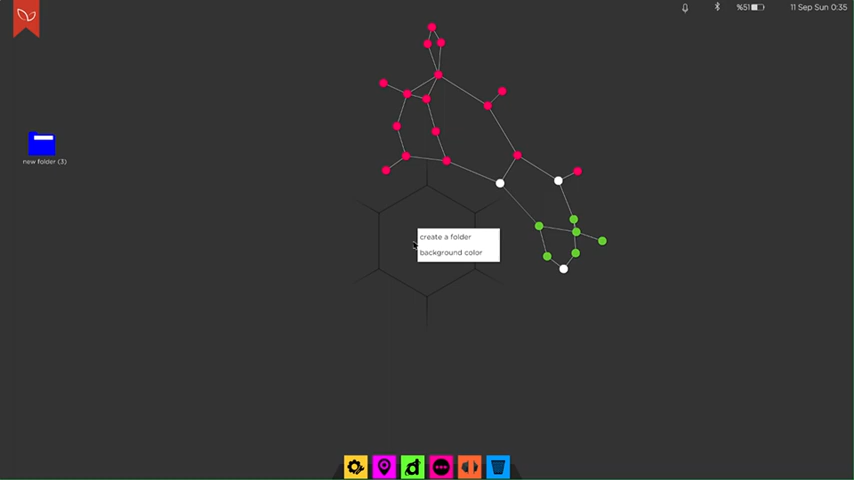 %51
11 Sep Sun 0:35
new folder (3)
create a folder
background color